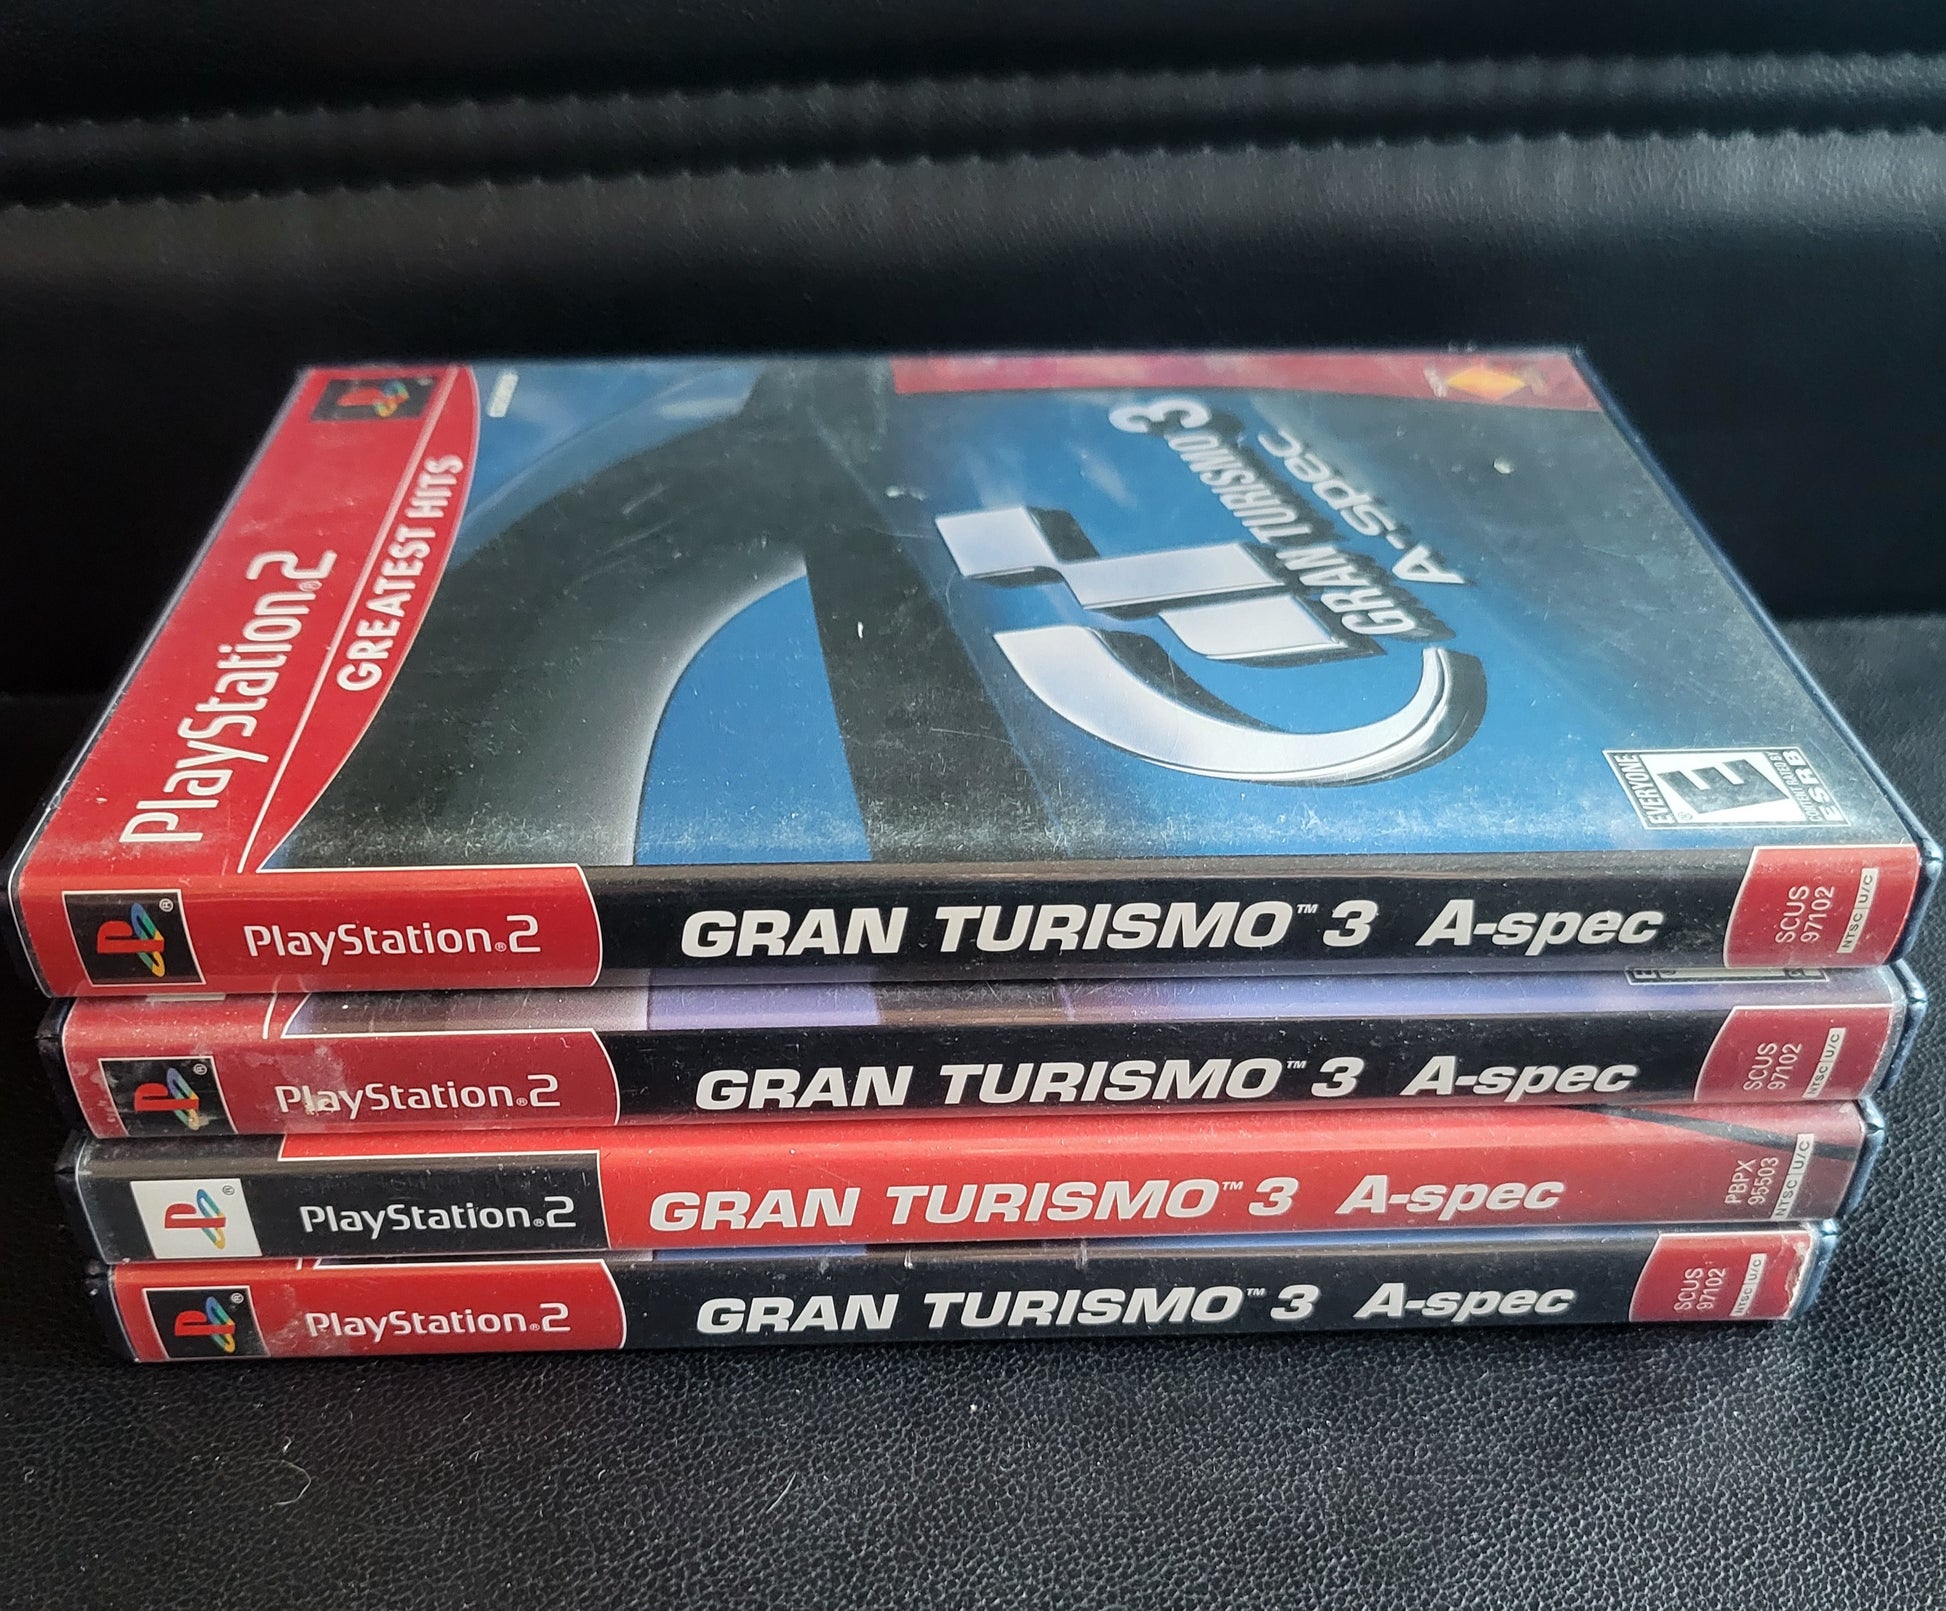 PlayStation®2
GREATEST HITS
GRAN TURISMO 3
A-spec
EVERYONE
E
®
CONTENT RATED BY
ESRB
® PlayStation®2 GRAN TURISMO™ 3 A-spec SCUS
97102
NTSC U/C
® PlayStation®2 GRAN TURISMO™ 3 A-spec SCUS
97102
NTSC U/C
® PlayStation®2 GRAN TURISMO™ 3 A-spec PBPX
95503
NTSC U/C
® PlayStation®2 GRAN TURISMO™ 3 A-spec SCUS
97102
NTSC U/C